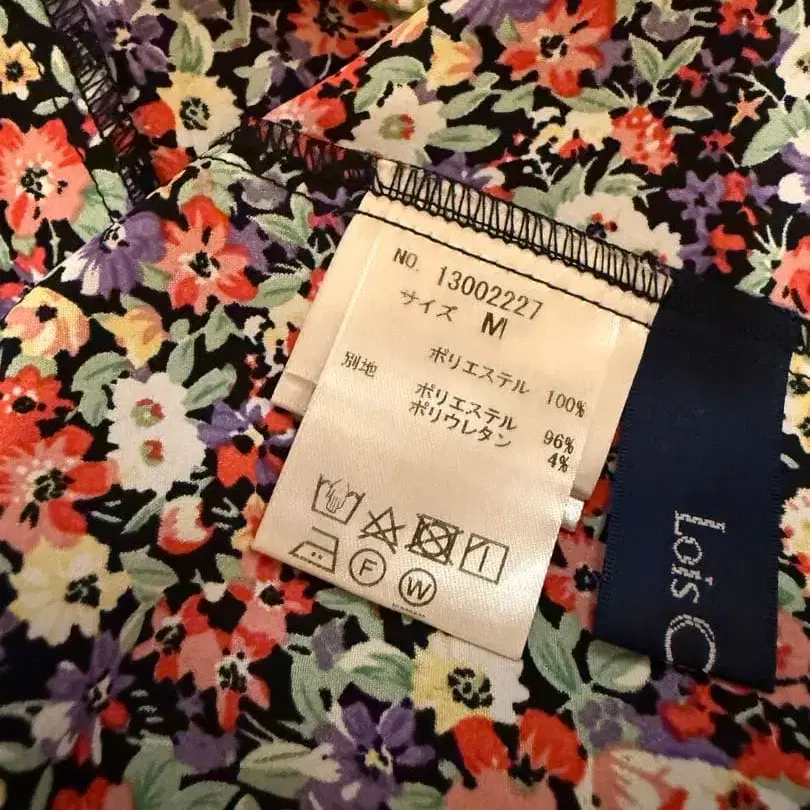 NO. 13002227
サイズ M
ポリエステル 100%
別地 ポリエステル 96%
ポリウレタン 4%
F
W
Lois C